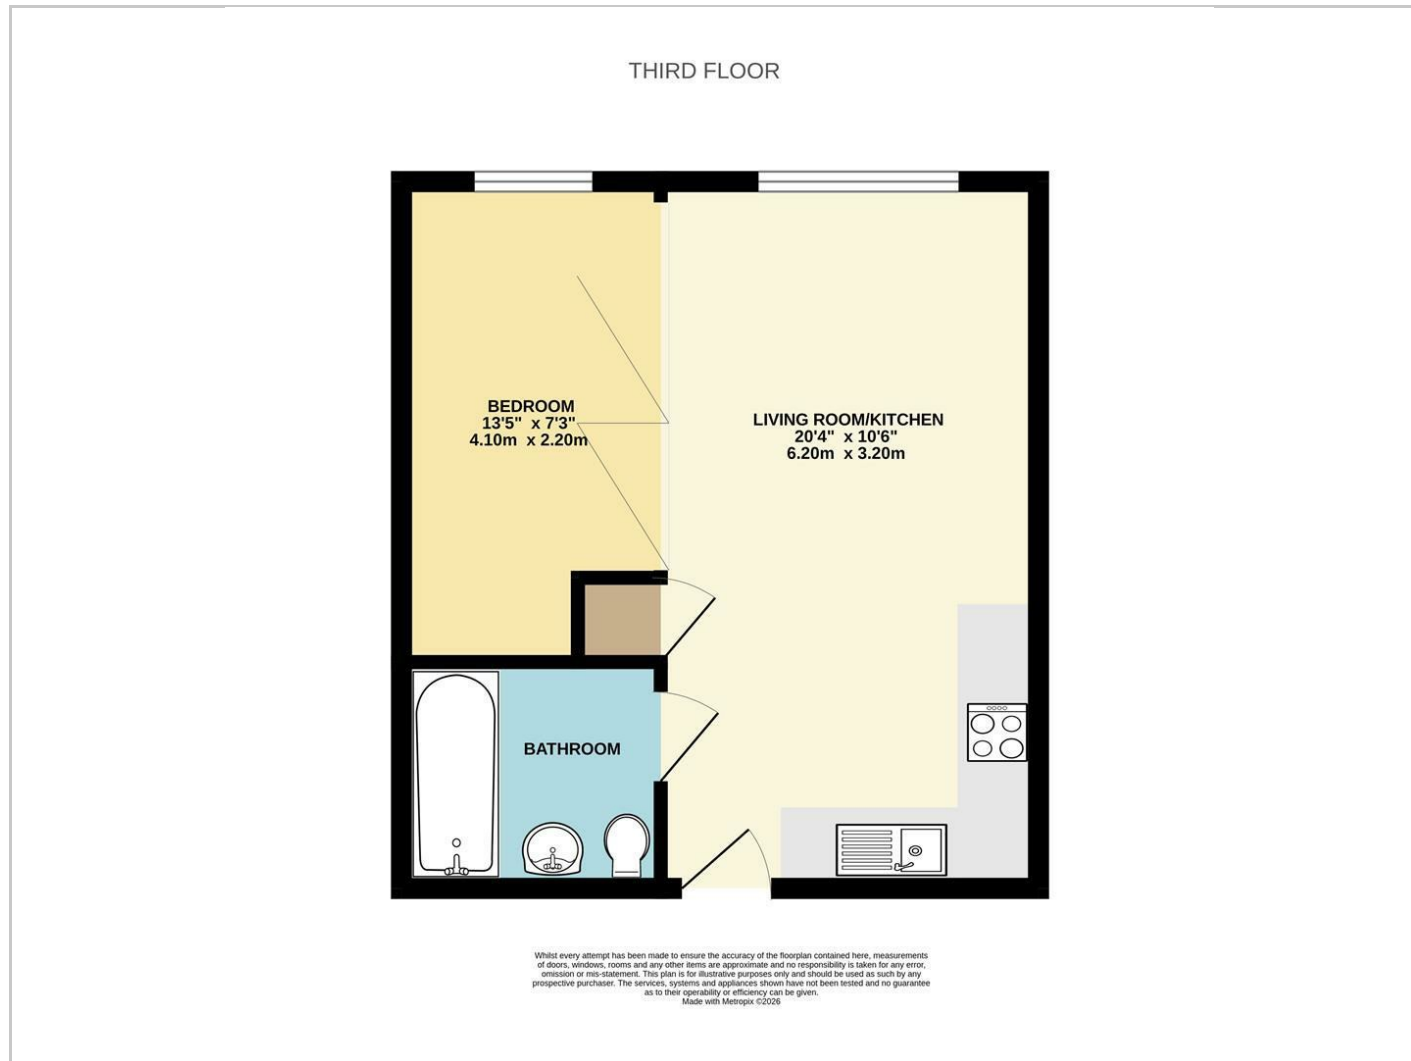 THIRD FLOOR
BEDROOM
13'5"  x 7'3"
4.10m  x 2.20m
LIVING ROOM/KITCHEN
20'4"  x 10'6"
6.20m  x 3.20m
BATHROOM
Whilst every attempt has been made to ensure the accuracy of the floorplan contained here, measurements
of doors, windows, rooms and any other items are approximate and no responsibility is taken for any error,
omission or mis-statement. This plan is for illustrative purposes only and should be used as such by any
prospective purchaser. The services, systems and appliances shown have not been tested and no guarantee
as to their operability or efficiency can be given.
Made with Metropix ©2026